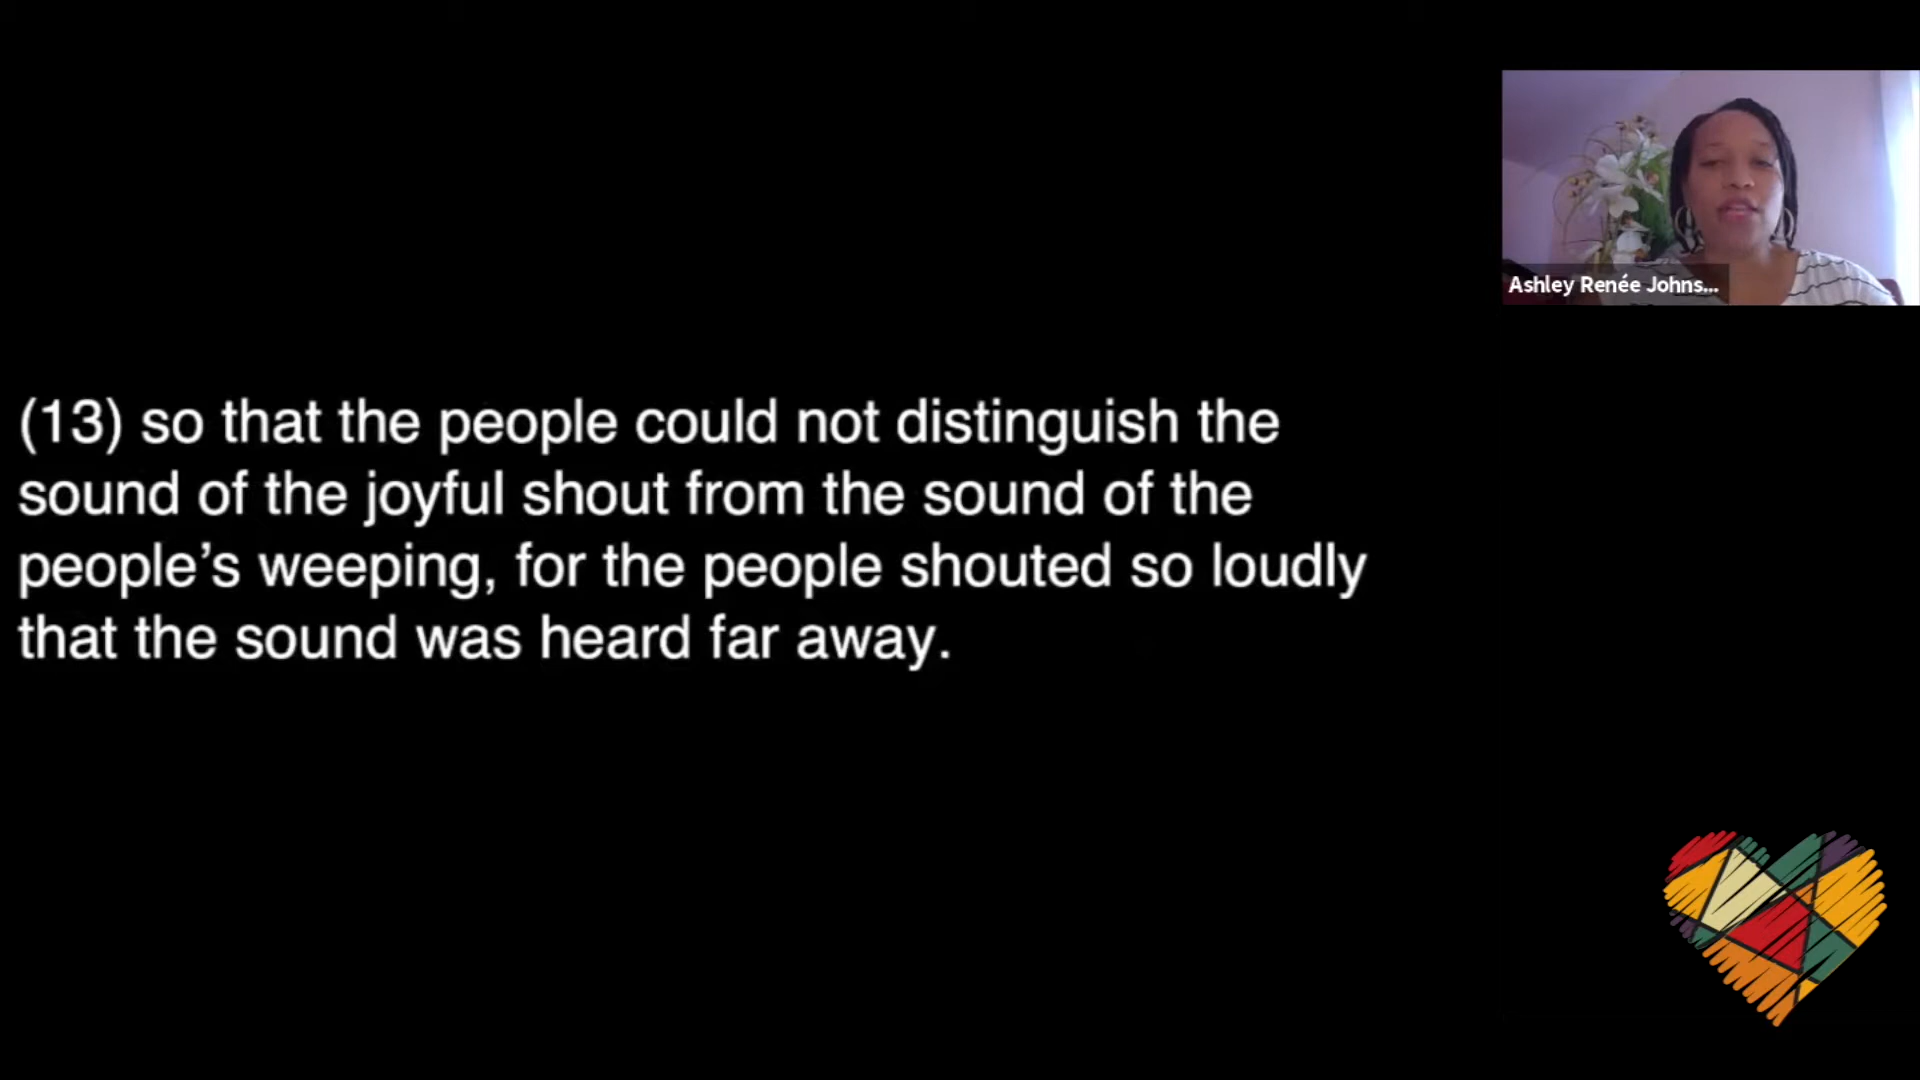 Ashley Renée Johns...
(13) so that the people could not distinguish the
sound of the joyful shout from the sound of the
people’s weeping, for the people shouted so loudly
that the sound was heard far away.